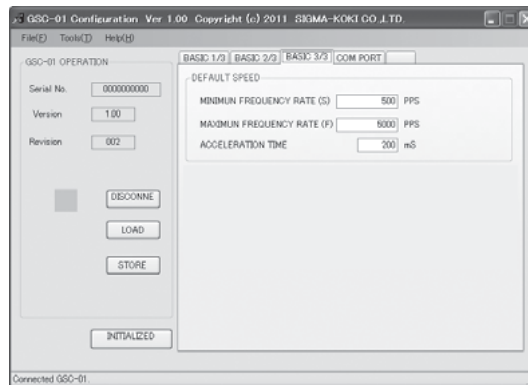 GSC-01 Configuration Ver 1.00 Copyright (c) 2011 SIGMA-KOKI CO.,LTD.
File(F) Tools(T) Help(H)
GSC-01 OPERATION
Serial No. 0000000000
Version 1.00
Revision 002
DISCONNE
LOAD
STORE
INITIALIZED
BASIC 1/3 BASIC 2/3 BASIC 3/3 COM PORT
DEFAULT SPEED
MINIMUN FREQUENCY RATE (S) 500 PPS
MAXIMUN FREQUENCY RATE (F) 5000 PPS
ACCELERATION TIME 200 mS
Connected GSC-01.